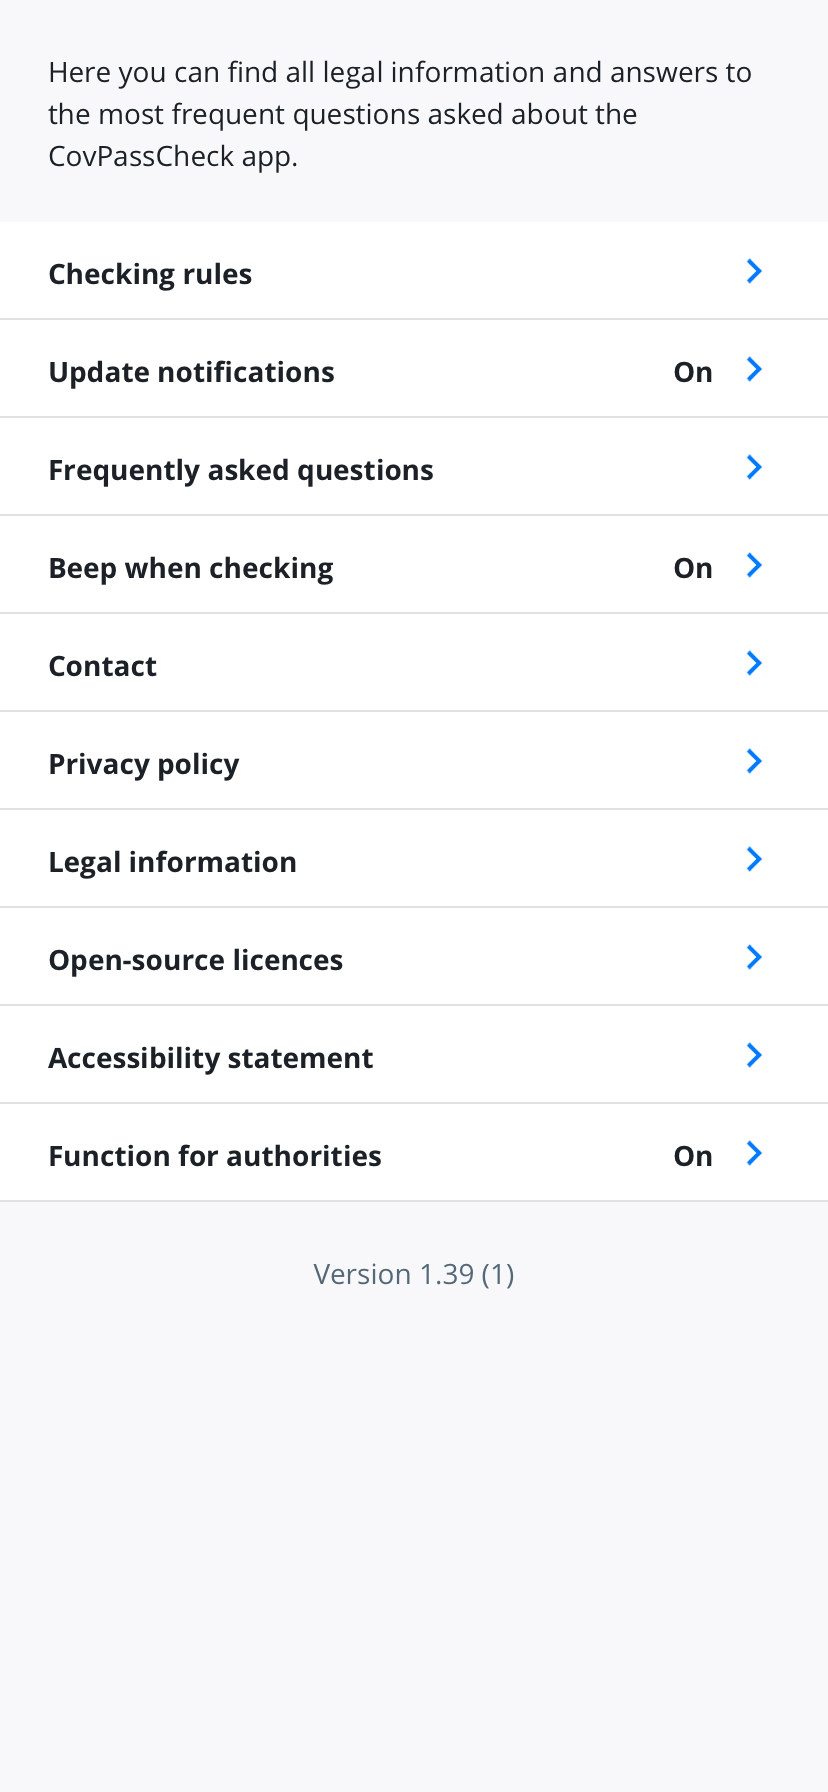 Here you can find all legal information and answers to
the most frequent questions asked about the
CovPassCheck app.
Checking rules
Update notifications On
Frequently asked questions
Beep when checking On
Contact
Privacy policy
Legal information
Open-source licences
Accessibility statement
Function for authorities On
Version 1.39 (1)